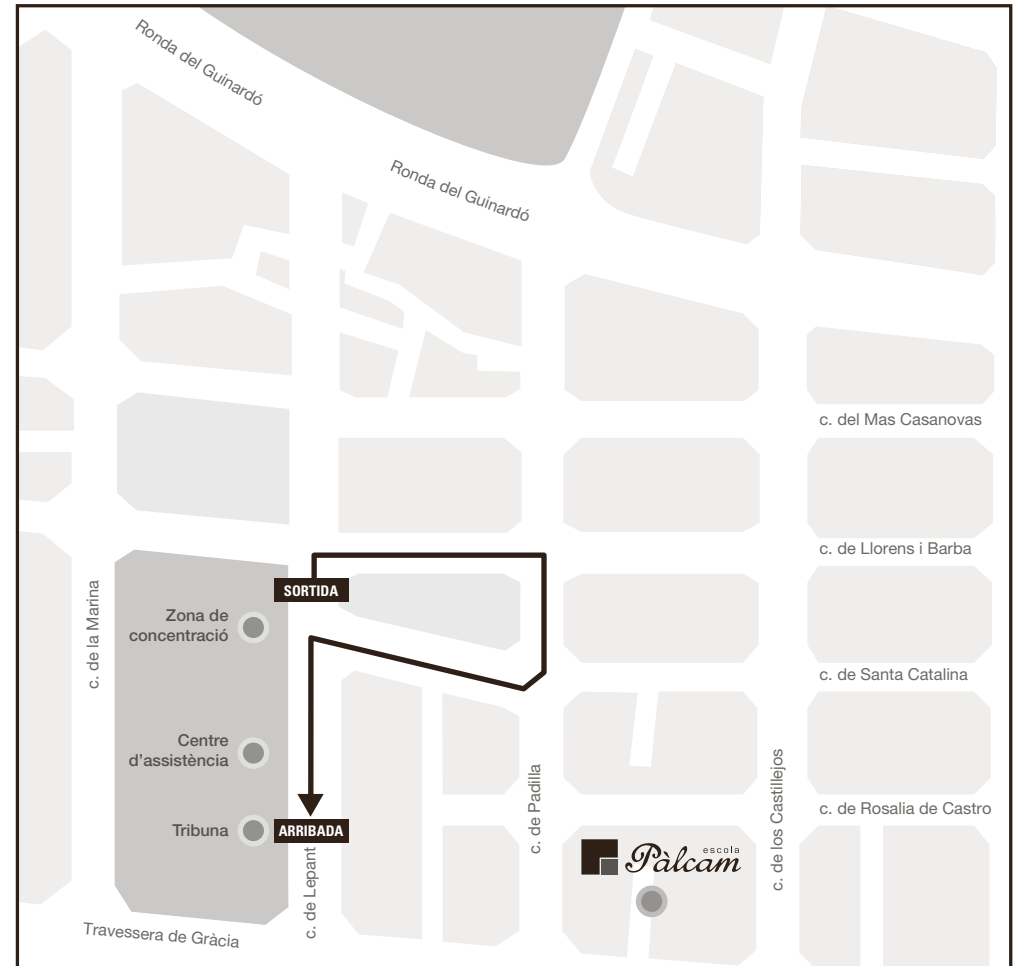 Ronda del Guinardó
Ronda del Guinardó
c. del Mas Casanovas
c. de Llorens i Barba
SORTIDA
Zona de
concentració
c. de la Marina
c. de Santa Catalina
Centre
d'assistència
c. de Padilla
c. de los Castillejos
c. de Rosalia de Castro
Tribuna
ARRIBADA
c. de Lepant
escola
Pàlcam
Travessera de Gràcia